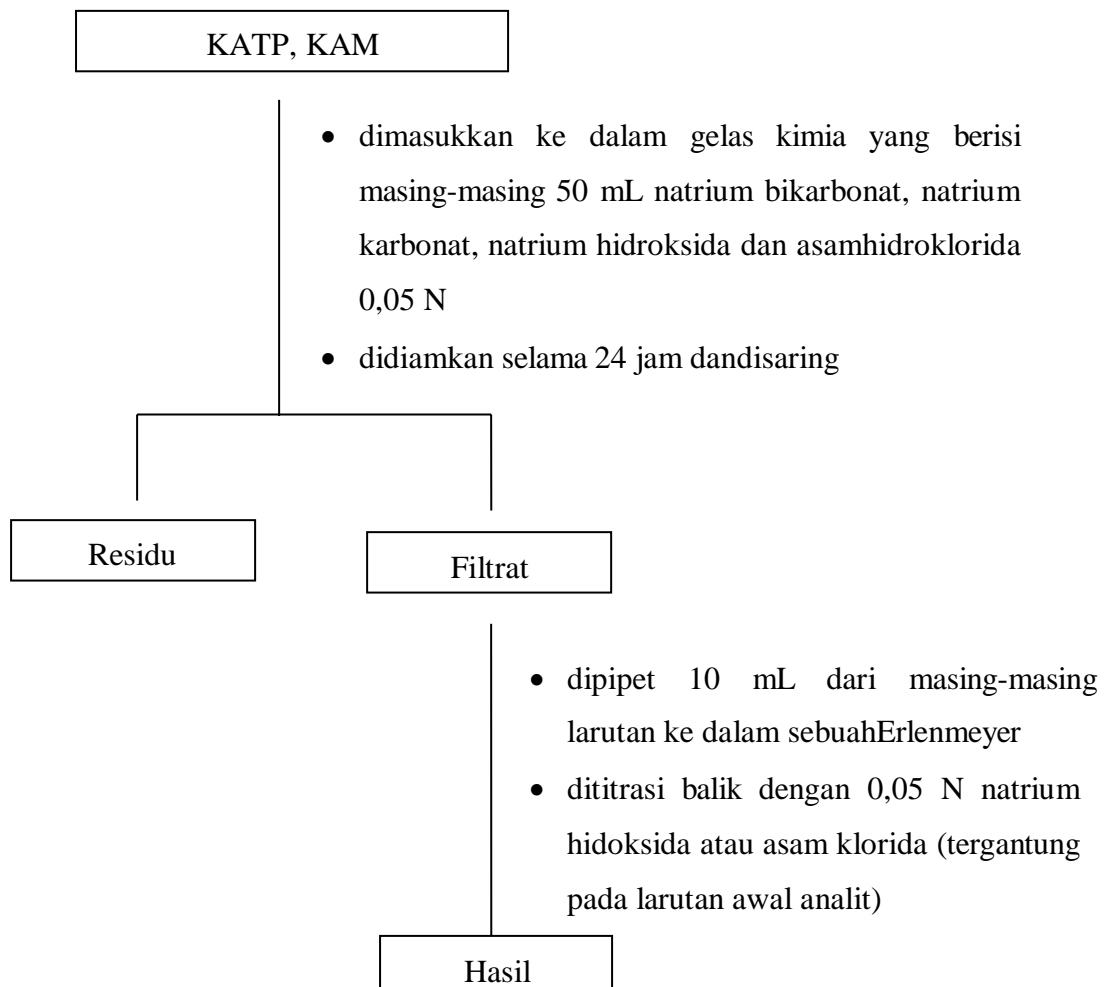 KATP, KAM
• dimasukkan ke dalam gelas kimia yang berisi
masing-masing 50 mL natrium bikarbonat, natrium
karbonat, natrium hidroksida dan asamhidroklorida
0,05 N
• didiamkan selama 24 jam dandisaring
Residu
Filtrat
• dipipet 10 mL dari masing-masing
larutan ke dalam sebuahErlenmeyer
• dititrasi balik dengan 0,05 N natrium
hidoksida atau asam klorida (tergantung
pada larutan awal analit)
Hasil